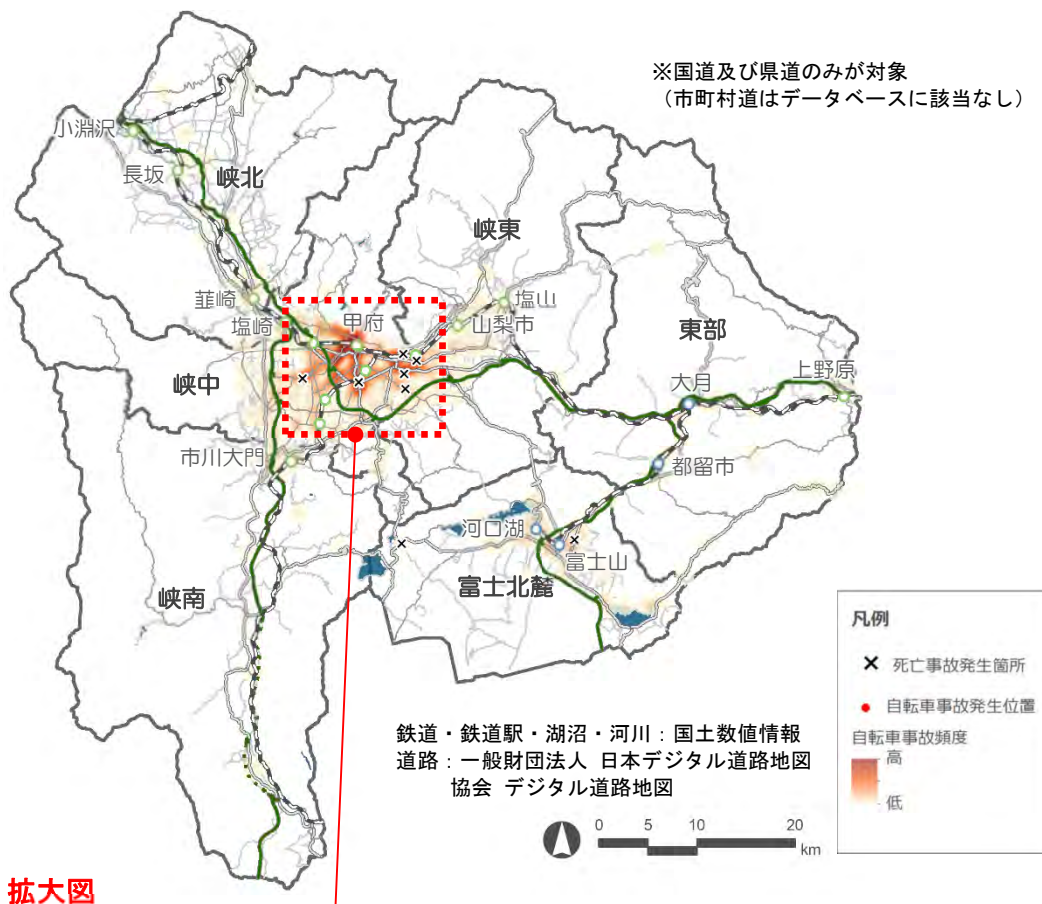 ※国道及び県道のみが対象
（市町村道はデータベースに該当なし）
小淵沢
長坂
峡北
峡東
韮崎
塩山
塩崎
甲府
山梨市
東部
峡中
大月
上野原
市川大門
都留市
河口湖
富士山
峡南
富士北麓
凡例
死亡事故発生箇所
自転車事故発生位置
自転車事故頻度
高
低
鉄道・鉄道駅・湖沼・河川：国土数値情報
道路：一般財団法人 日本デジタル道路地図
協会 デジタル道路地図
0 5 10 20
km
拡大図